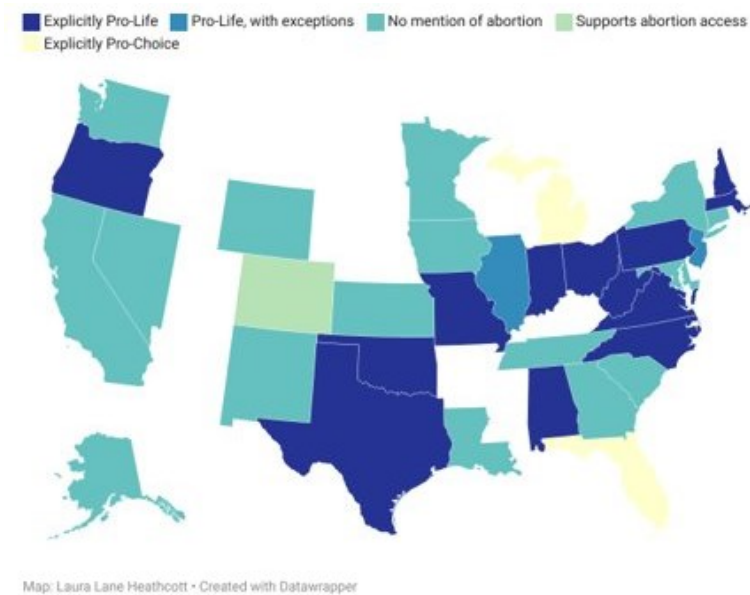 Explicitly Pro-Life Pro-Life, with exceptions No mention of abortion Supports abortion access
Explicitly Pro-Choice
Map: Laura Lane Heathcott • Created with Datawrapper